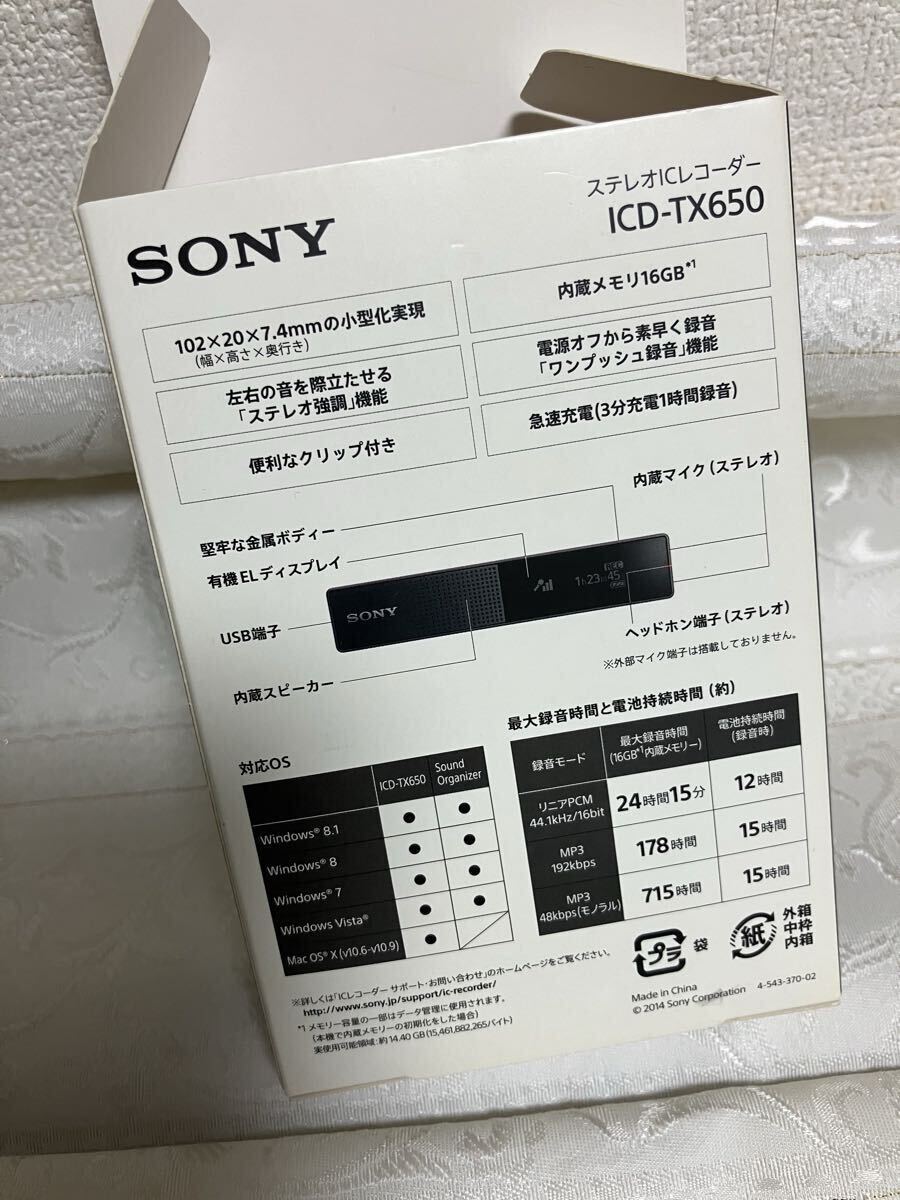 SONY
ステレオICレコーダー
ICD-TX650
102×20×7.4mmの小型化実現
(幅×高さ×奥行き)
内蔵メモリ16GB*1
左右の音を際立たせる
「ステレオ強調」機能
電源オフから素早く録音
「ワンプッシュ録音」機能
便利なクリップ付き
急速充電(3分充電1時間録音)
内蔵マイク(ステレオ)
堅牢な金属ボディー
有機ELディスプレイ
USB端子
内蔵スピーカー
SONY
REC
1h23m45
ヘッドホン端子(ステレオ)
※外部マイク端子は搭載しておりません。
対応OS
ICD-TX650 Sound Organizer
Windows® 8.1 ● ●
Windows® 8 ● ●
Windows® 7 ● ●
Windows Vista® ● ●
Mac OS® X (v10.6-v10.9) ●
最大録音時間と電池持続時間(約)
録音モード 最大録音時間 (16GB*1内蔵メモリー) 電池持続時間 (録音時)
リニアPCM 44.1kHz/16bit 24時間15分 12時間
MP3 192kbps 178時間 15時間
MP3 48kbps(モノラル) 715時間 15時間
※詳しくは「ICレコーダー サポート・お問い合わせ」のホームページをご覧ください。
http://www.sony.jp/support/ic-recorder/
*1 メモリー容量の一部はデータ管理に使用されます。
(本機で内蔵メモリーの初期化をした場合)
実使用可能領域：約14.40 GB(15,461,882,265バイト)
プラ 袋
紙 外箱
中枠
内箱
Made in China
© 2014 Sony Corporation 4-543-370-02